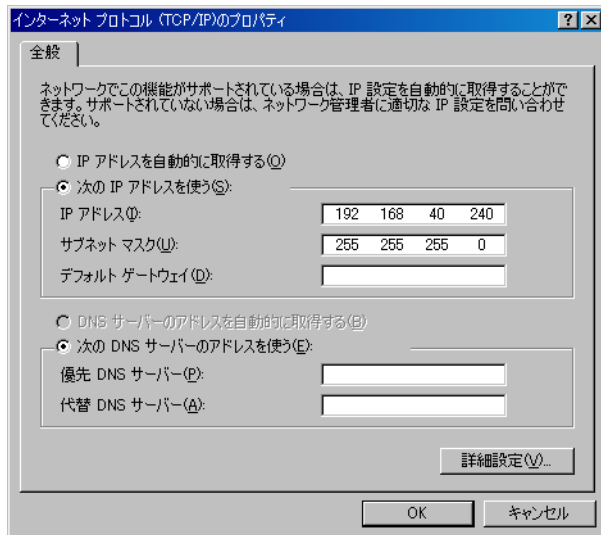 インターネット プロトコル (TCP/IP)のプロパティ
全般
ネットワークでこの機能がサポートされている場合は、IP 設定を自動的に取得することがで
きます。サポートされていない場合は、ネットワーク管理者に適切な IP 設定を問い合わせ
てください。
IP アドレスを自動的に取得する(O)
次の IP アドレスを使う(S):
IP アドレス(I): 192 168 40 240
サブネット マスク(U): 255 255 255 0
デフォルト ゲートウェイ(D):
DNS サーバーのアドレスを自動的に取得する(B)
次の DNS サーバーのアドレスを使う(E):
優先 DNS サーバー(P):
代替 DNS サーバー(A):
詳細設定(V)...
OK キャンセル